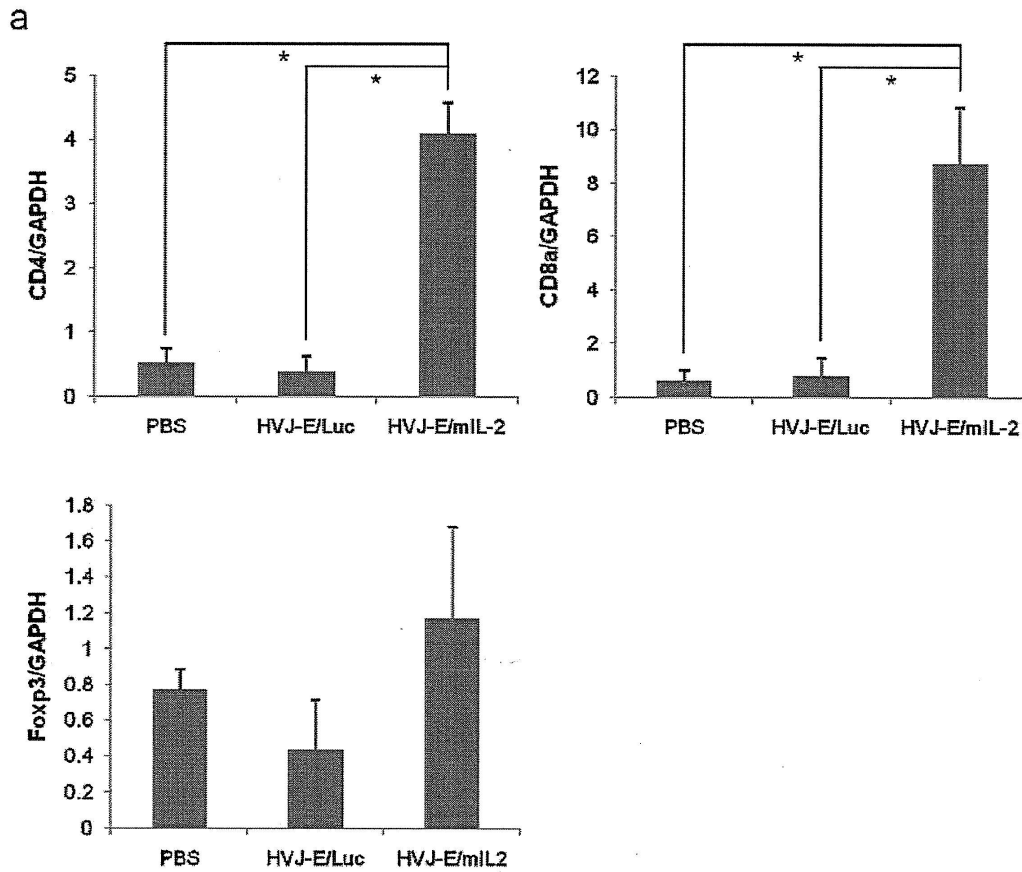 a
*
*
5
4
3
2
1
0
CD4/GAPDH
PBS
HVJ-E/Luc
HVJ-E/mIL-2
*
*
12
10
8
6
4
2
0
CD8a/GAPDH
PBS
HVJ-E/Luc
HVJ-E/mIL-2
1.8
1.6
1.4
1.2
1
0.8
0.6
0.4
0.2
0
Foxp3/GAPDH
PBS
HVJ-E/Luc
HVJ-E/mIL2